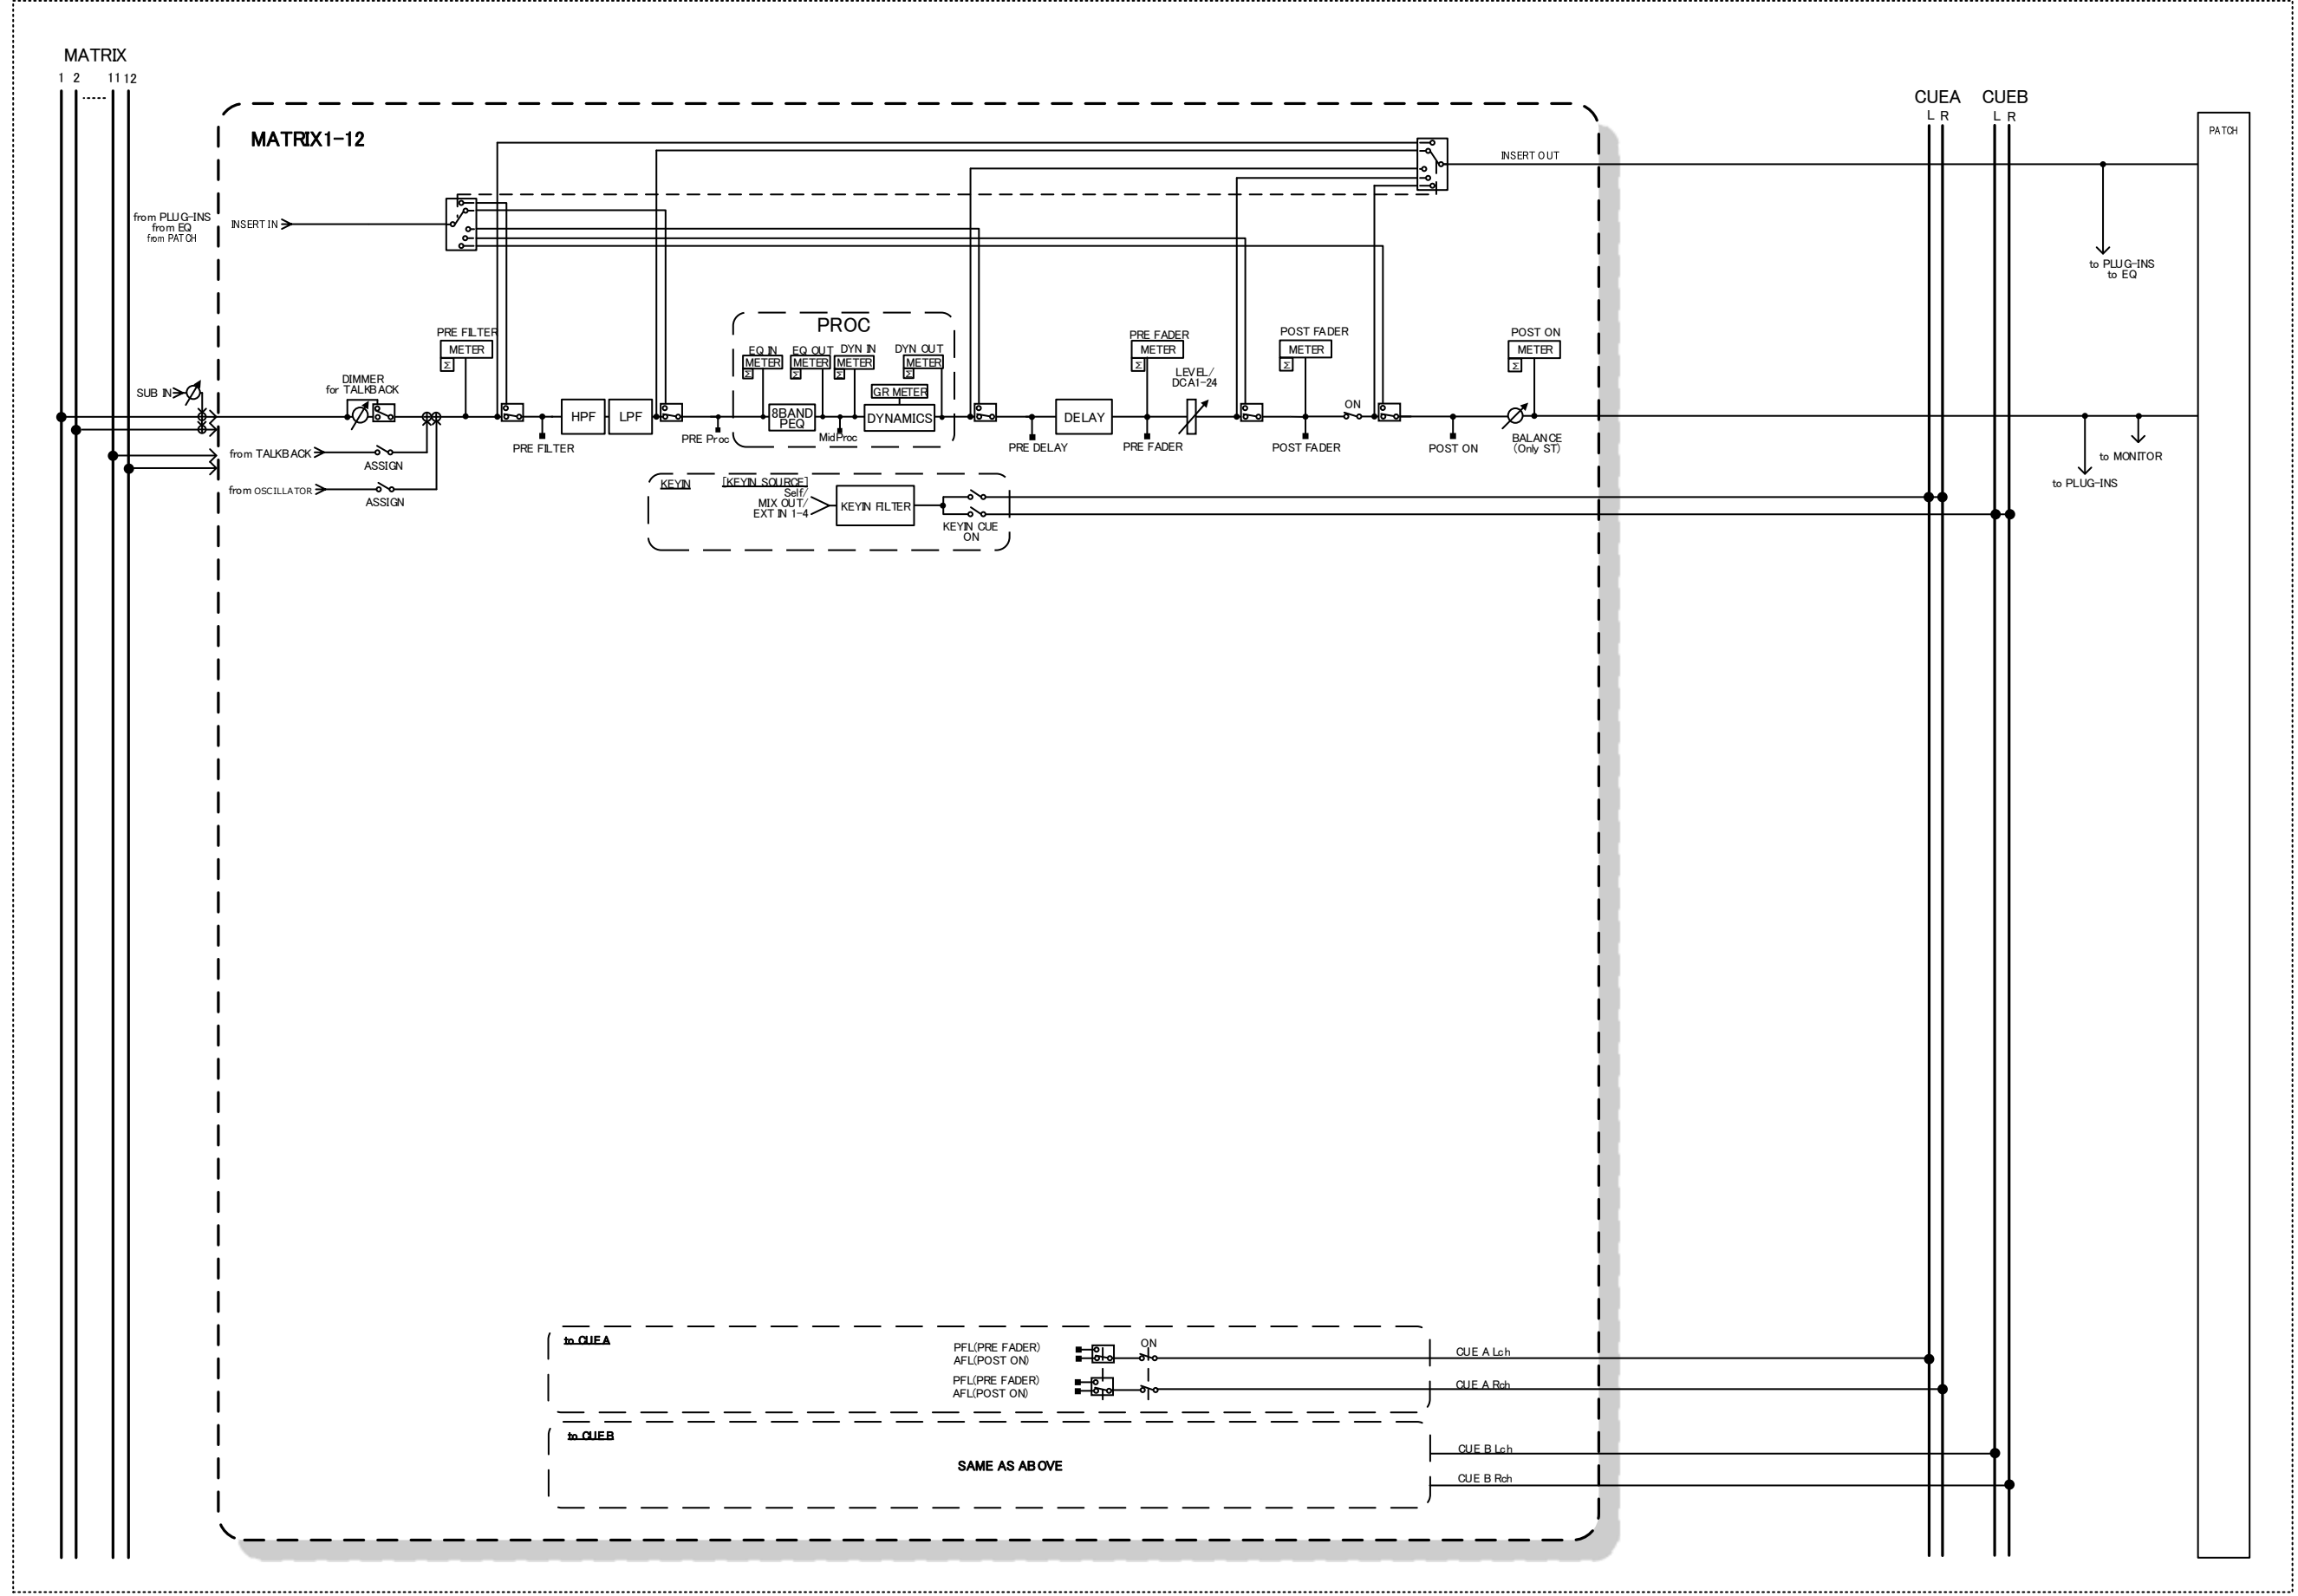 MATRIX
1 2 11 12
CUEA CUEB
L R L R
PATCH
MATRIX1-12
INSERT OUT
from PLUG-INS
from EQ
from PATCH
INSERT IN
to PLUG-INS
to EQ
PRE FILTER
METER
Σ
PROC
EQ IN
METER
Σ
EQ OUT
METER
Σ
DYN IN
METER
Σ
DYN OUT
METER
Σ
GR METER
PRE FADER
METER
Σ
LEVEL/
DCA1-24
POST FADER
METER
Σ
POST ON
METER
Σ
SUB IN
DIMMER
for TALKBACK
HPF
LPF
8BAND
PEQ
DYNAMICS
DELAY
ON
PRE FILTER
PRE Proc
MidProc
PRE DELAY
PRE FADER
POST FADER
POST ON
BALANCE
(Only ST)
to MONITOR
to PLUG-INS
from TALKBACK
ASSIGN
from OSCILLATOR
ASSIGN
KEYIN
[KEYIN SOURCE]
Self/
MIX OUT/
EXT IN 1-4
KEYIN FILTER
KEYIN CUE
ON
to CUE A
PFL(PRE FADER)
AFL(POST ON)
ON
CUE A Lch
PFL(PRE FADER)
AFL(POST ON)
CUE A Rch
to CUE B
SAME AS ABOVE
CUE B Lch
CUE B Rch